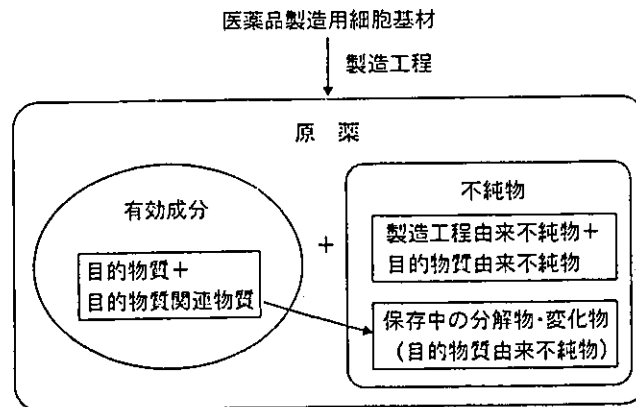 医薬品製造用細胞基材
製造工程
原 薬
有効成分
目的物質+
目的物質関連物質
+
不純物
製造工程由来不純物+
目的物質由来不純物
保存中の分解物・変化物
(目的物質由来不純物)